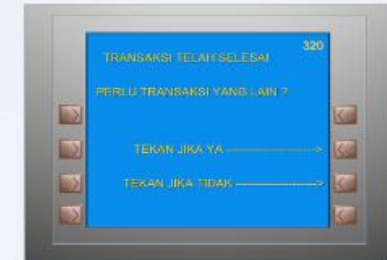 320
TRANSAKSI TELAH SELESAI
PERLU TRANSAKSI YANG LAIN ?
TEKAN JIKA YA -------------------->
TEKAN JIKA TIDAK -------------------->